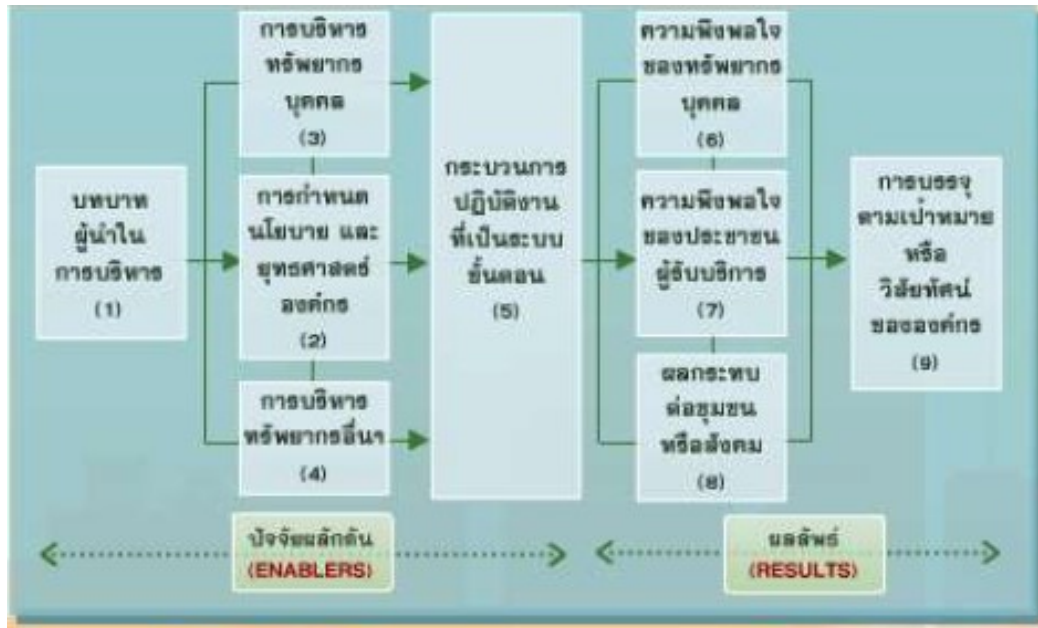 บทบาท
ผู้นำใน
การบริหาร
(1)
การบริหาร
ทรัพยากร
บุคคล
(3)
การกำหนด
นโยบาย และ
ยุทธศาสตร์
องค์กร
(2)
การบริหาร
ทรัพยากรอื่นๆ
(4)
กระบวนการ
ปฏิบัติงาน
ที่เป็นระบบ
ขั้นตอน
(5)
ความพึงพอใจ
ของทรัพยากร
บุคคล
(6)
ความพึงพอใจ
ของประชาชน
ผู้รับบริการ
(7)
ผลกระทบ
ต่อชุมชน
หรือสังคม
(8)
การบรรจุ
ตามเป้าหมาย
หรือ
วิสัยทัศน์
ขององค์กร
(9)
ปัจจัยผลักดัน
(ENABLERS)
ผลลัพธ์
(RESULTS)